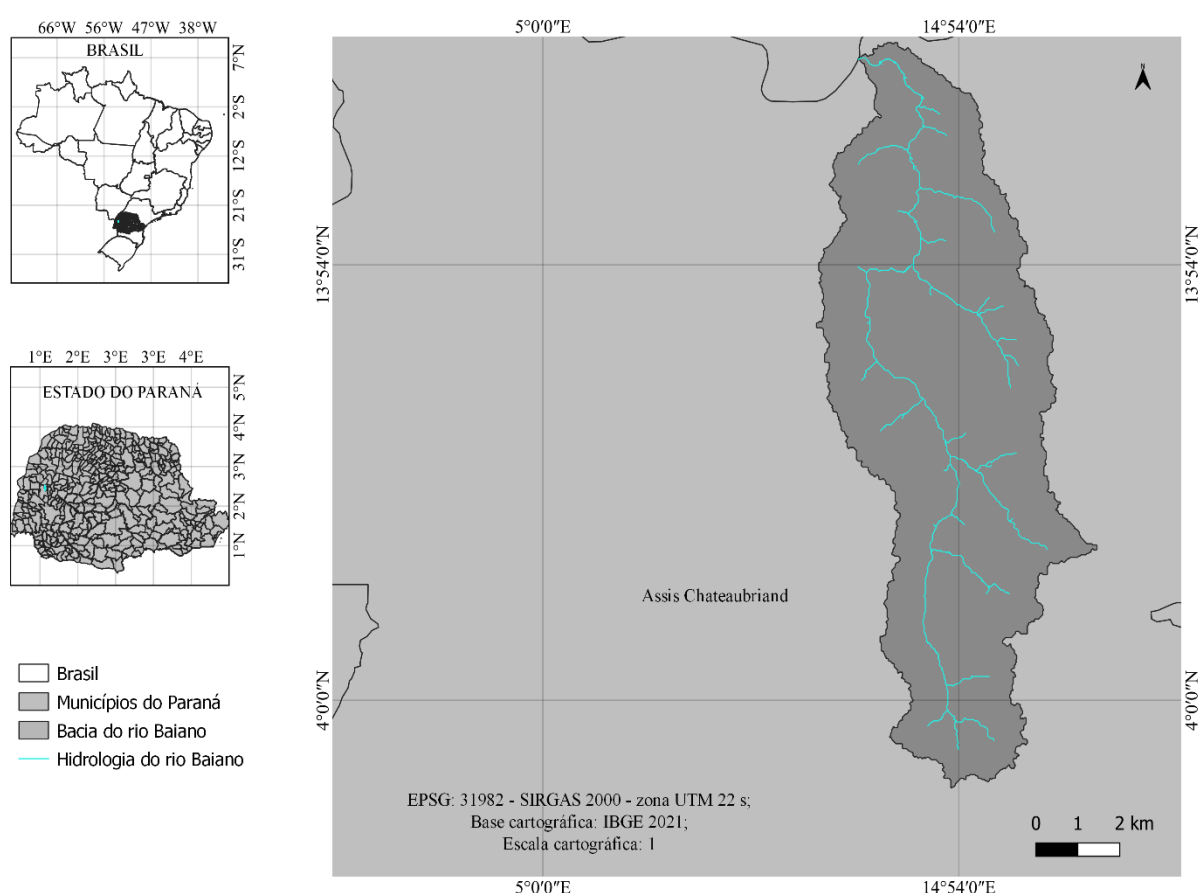 66°W 56°W 47°W 38°W
BRASIL
7°N
2°S
12°S
21°S
31°S
1°E 2°E 3°E 3°E 4°E
ESTADO DO PARANÁ
5°N
4°N
3°N
2°N
1°N
Brasil
Municípios do Paraná
Bacia do rio Baiano
Hidrologia do rio Baiano
5°0′0″E 14°54′0″E
N
13°54′0″N 13°54′0″N
Assis Chateaubriand
4°0′0″N 4°0′0″N
EPSG: 31982 - SIRGAS 2000 - zona UTM 22 s;
Base cartográfica: IBGE 2021;
Escala cartográfica: 1
0 1 2 km
5°0′0″E 14°54′0″E